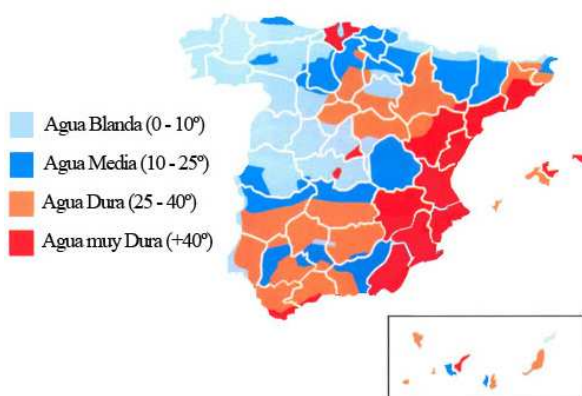 Agua Blanda (0 - 10º)
Agua Media (10 - 25º)
Agua Dura (25 - 40º)
Agua muy Dura (+40º)